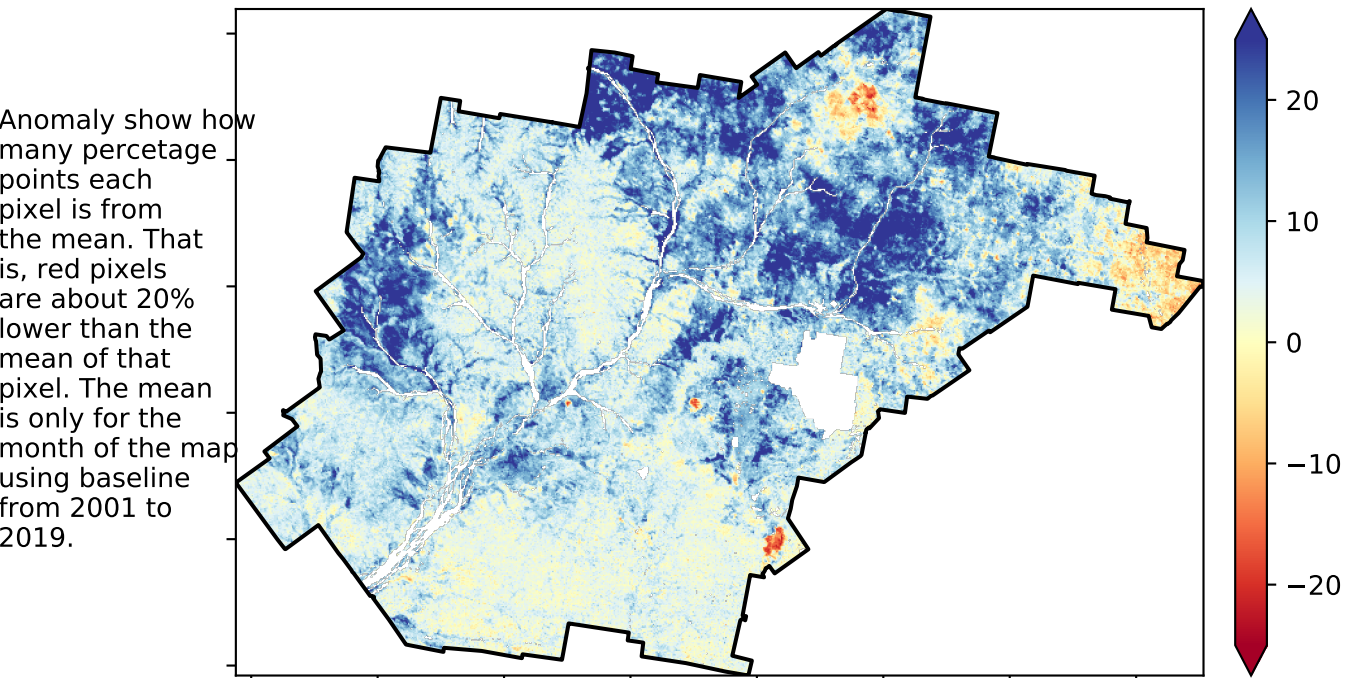 Anomaly show how
many percetage
points each
pixel is from
the mean. That
is, red pixels
are about 20%
lower than the
mean of that
pixel. The mean
is only for the
month of the map
using baseline
from 2001 to
2019.
20
10
0
−10
−20